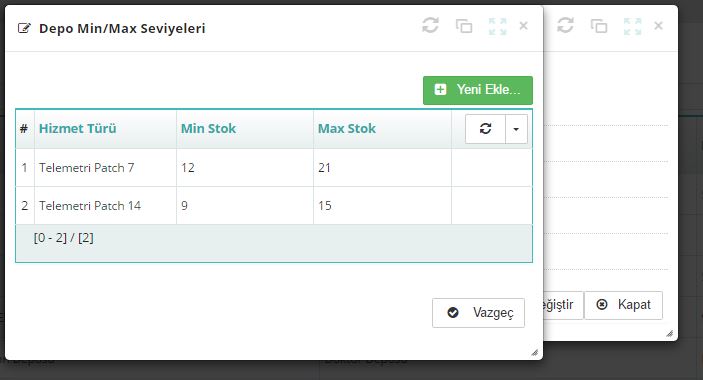 Depo Min/Max Seviyeleri
Yeni Ekle...
# Hizmet Türü Min Stok Max Stok
1 Telemetri Patch 7 12 21
2 Telemetri Patch 14 9 15
[0 - 2] / [2]
Vazgeç
Kapat